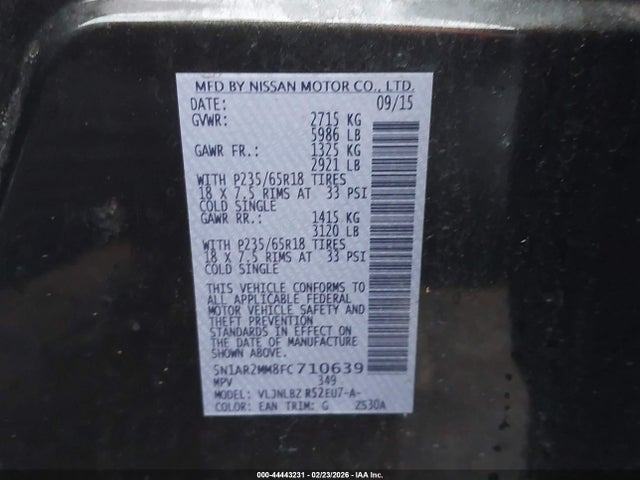 MFD BY NISSAN MOTOR CO., LTD.
DATE: 09/15
GVWR: 2715 KG
5986 LB
GAWR FR.: 1325 KG
2921 LB
WITH P235/65R18 TIRES
18 X 7.5 RIMS AT 33 PSI
COLD SINGLE
GAWR RR.: 1415 KG
3120 LB
WITH P235/65R18 TIRES
18 X 7.5 RIMS AT 33 PSI
COLD SINGLE
THIS VEHICLE CONFORMS TO
ALL APPLICABLE FEDERAL
MOTOR VEHICLE SAFETY AND
THEFT PREVENTION
STANDARDS IN EFFECT ON
THE DATE OF MANUFACTURE
SHOWN ABOVE.
5N1AR2MM8FC710639
MPV 349
MODEL: VLJNLBZ R52EU7-A-
COLOR: EAN TRIM: G ZS30A
000-44443231 - 02/23/2026 - IAAI Copart, Inc.